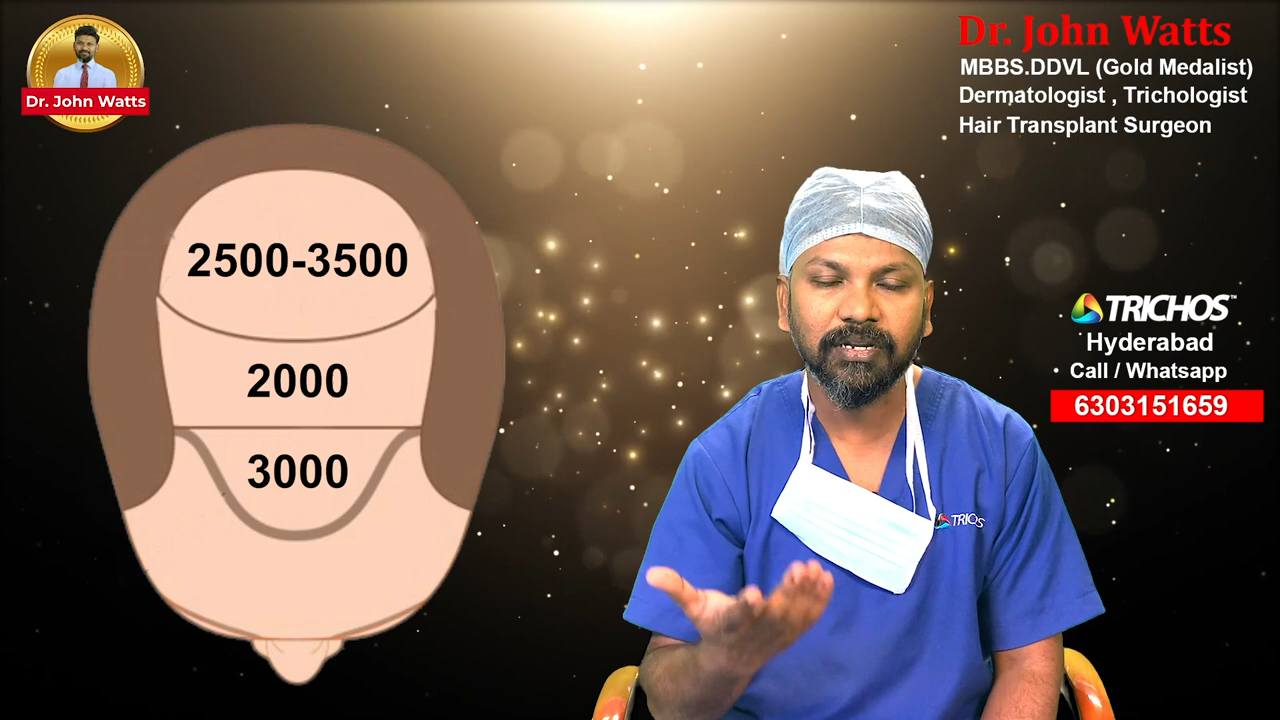 Dr. John Watts
2500-3500
2000
3000
Dr. John Watts
MBBS.DDVL (Gold Medalist)
Dermatologist , Trichologist
Hair Transplant Surgeon
TRICHOS™
Hyderabad
Call / Whatsapp
6303151659
TRICHOS